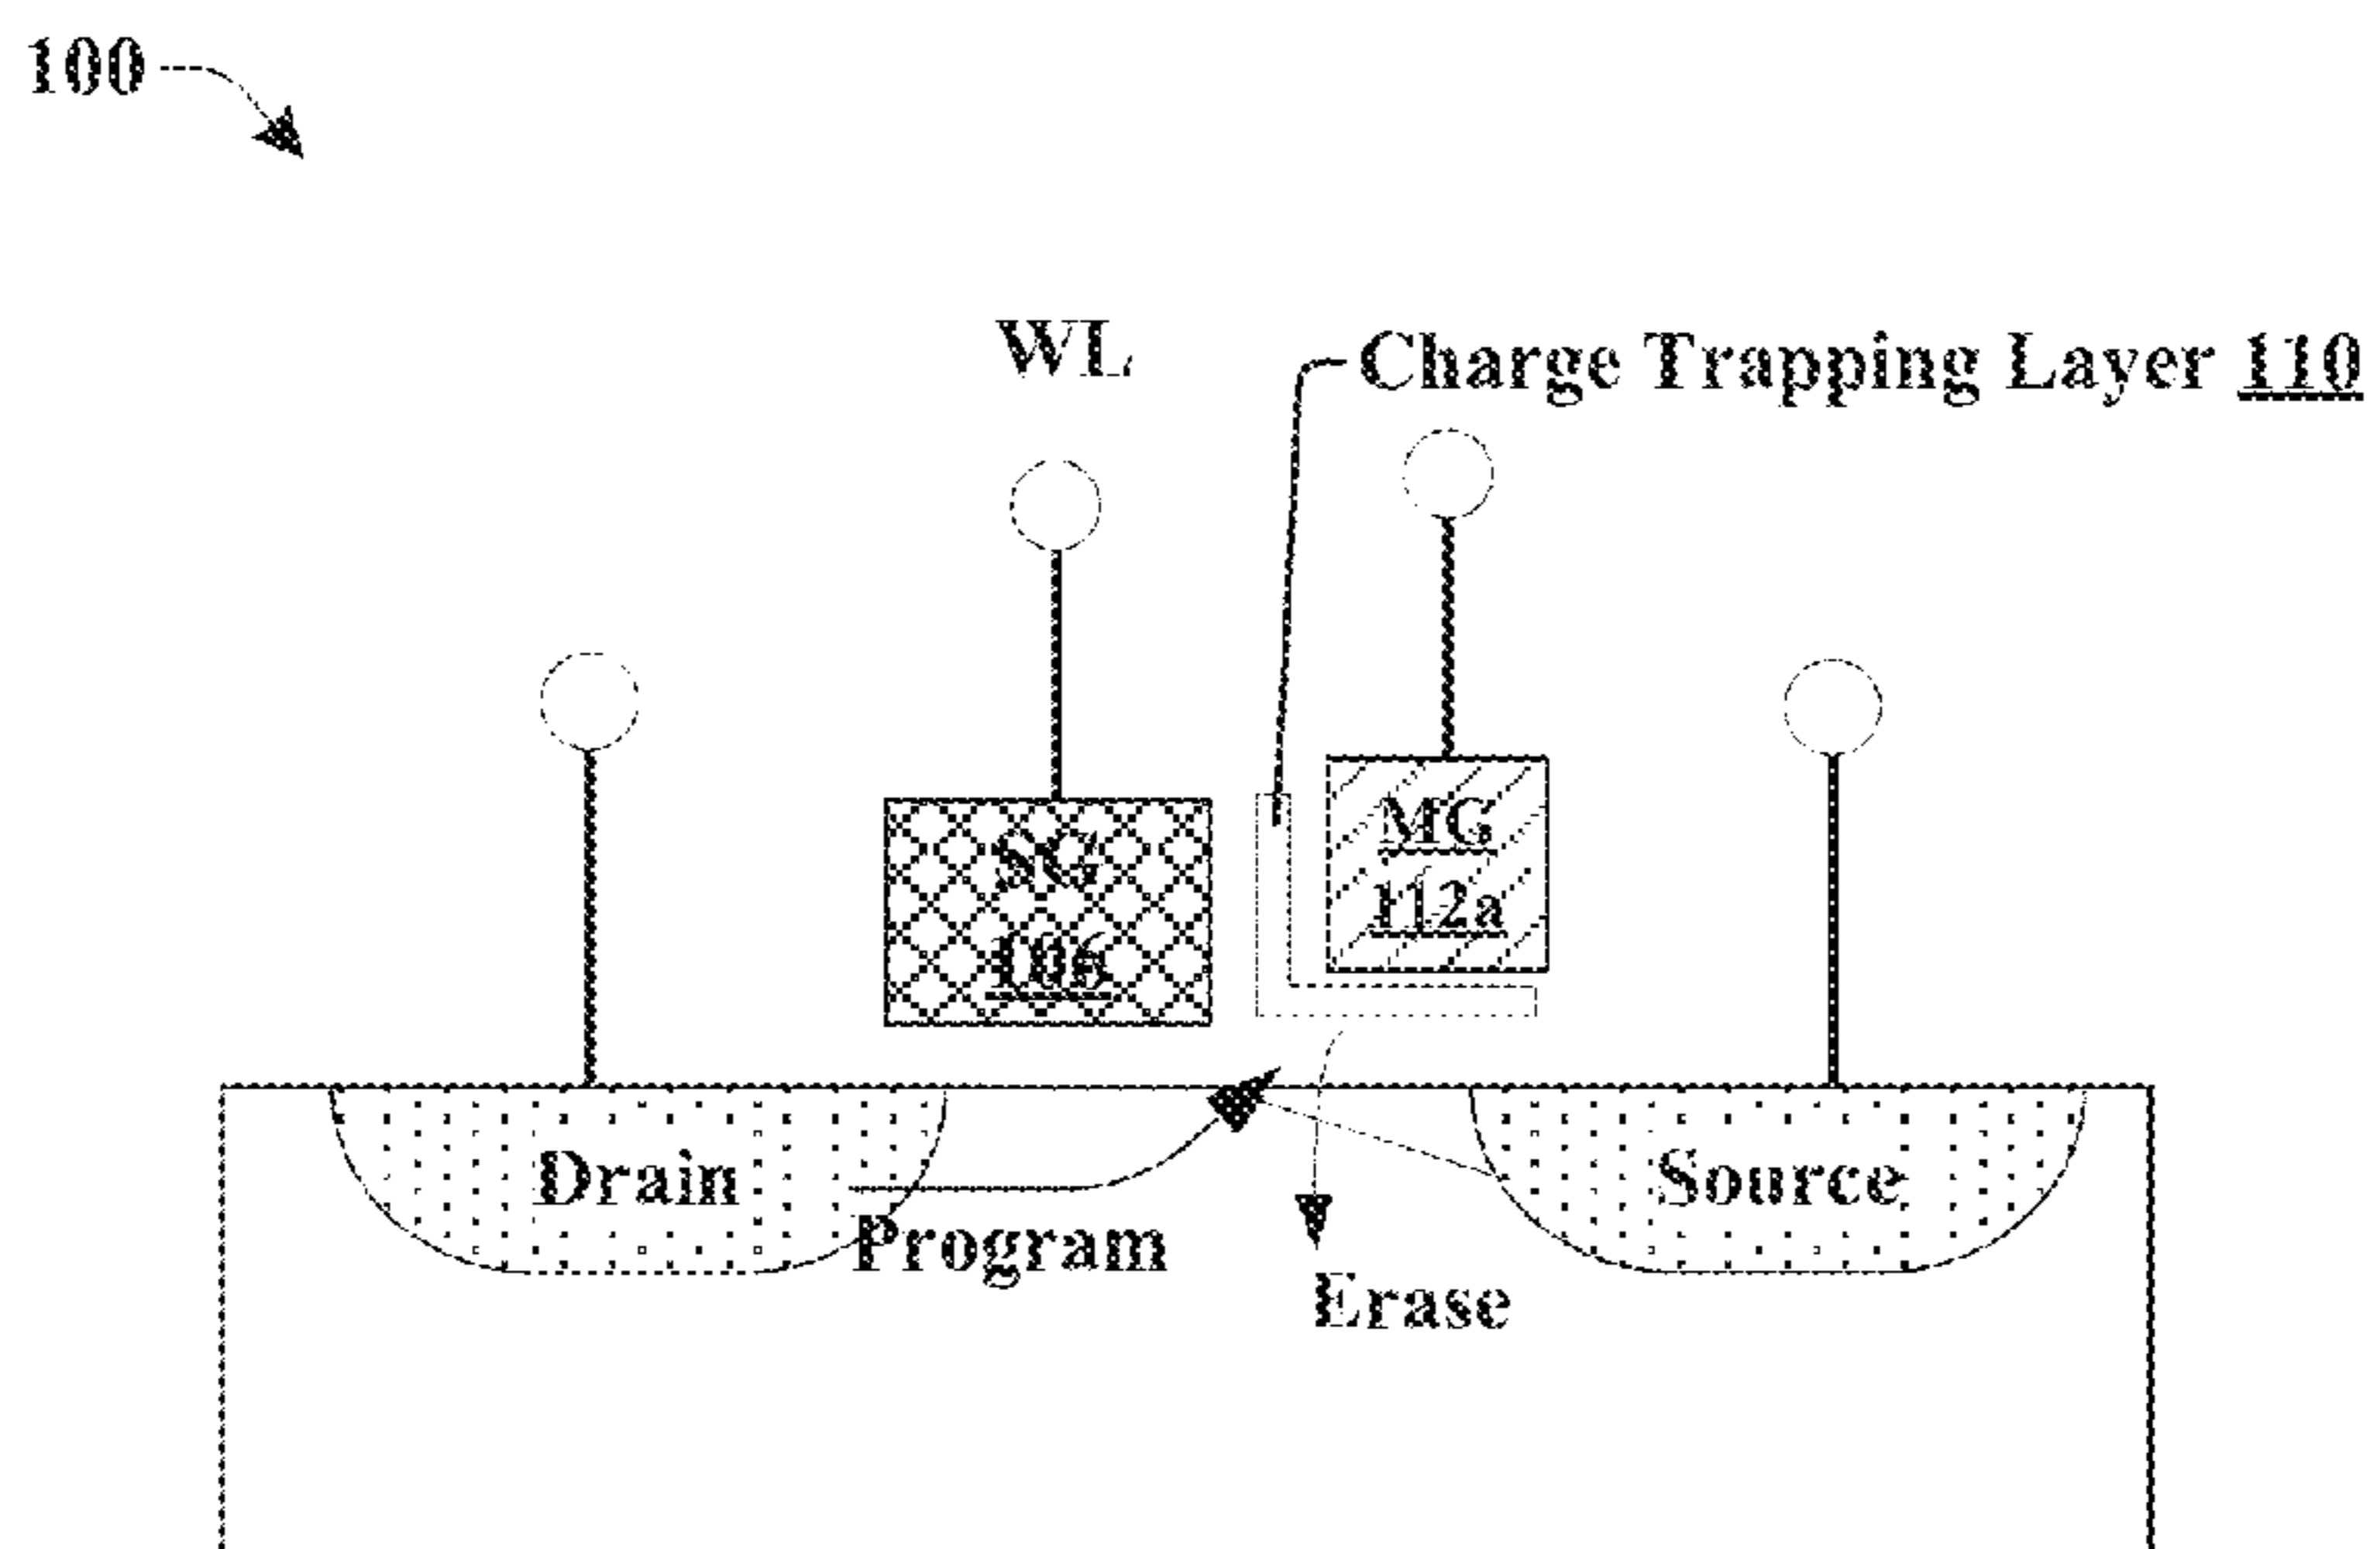 100
WL
Charge Trapping Layer 110
SG
106
MG
112a
Drain
Source
Program
Erase